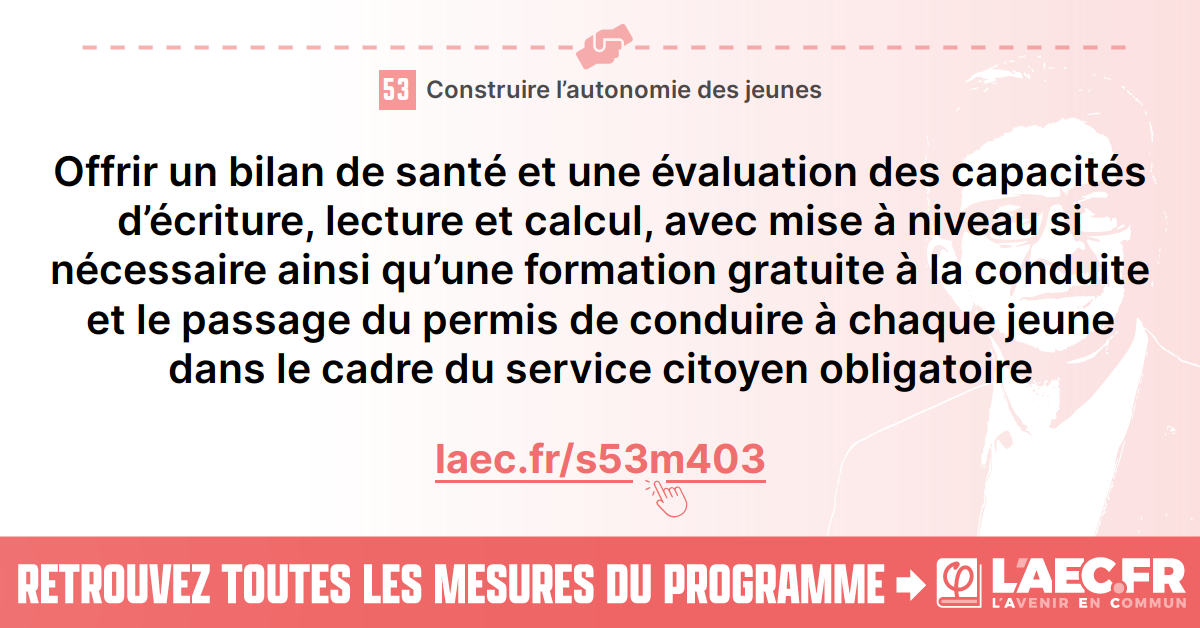 53 Construire l’autonomie des jeunes
Offrir un bilan de santé et une évaluation des capacités
d’écriture, lecture et calcul, avec mise à niveau si
nécessaire ainsi qu’une formation gratuite à la conduite
et le passage du permis de conduire à chaque jeune
dans le cadre du service citoyen obligatoire
laec.fr/s53m403
RETROUVEZ TOUTES LES MESURES DU PROGRAMME → φ L’AEC.FR
L’AVENIR EN COMMUN